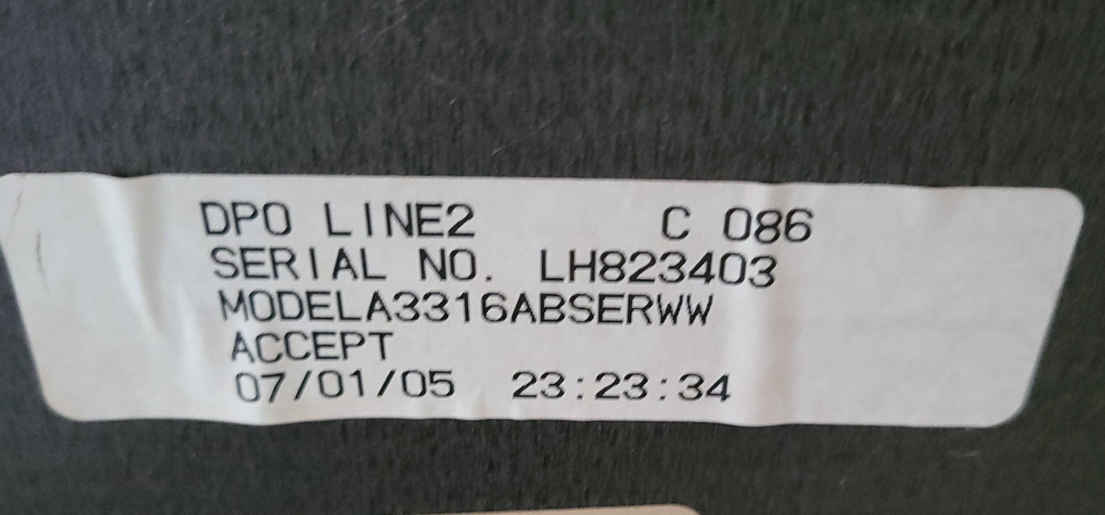 DPO LINE2 C 086
SERIAL NO. LH823403
MODELA3316ABSERWW
ACCEPT
07/01/05 23:23:34